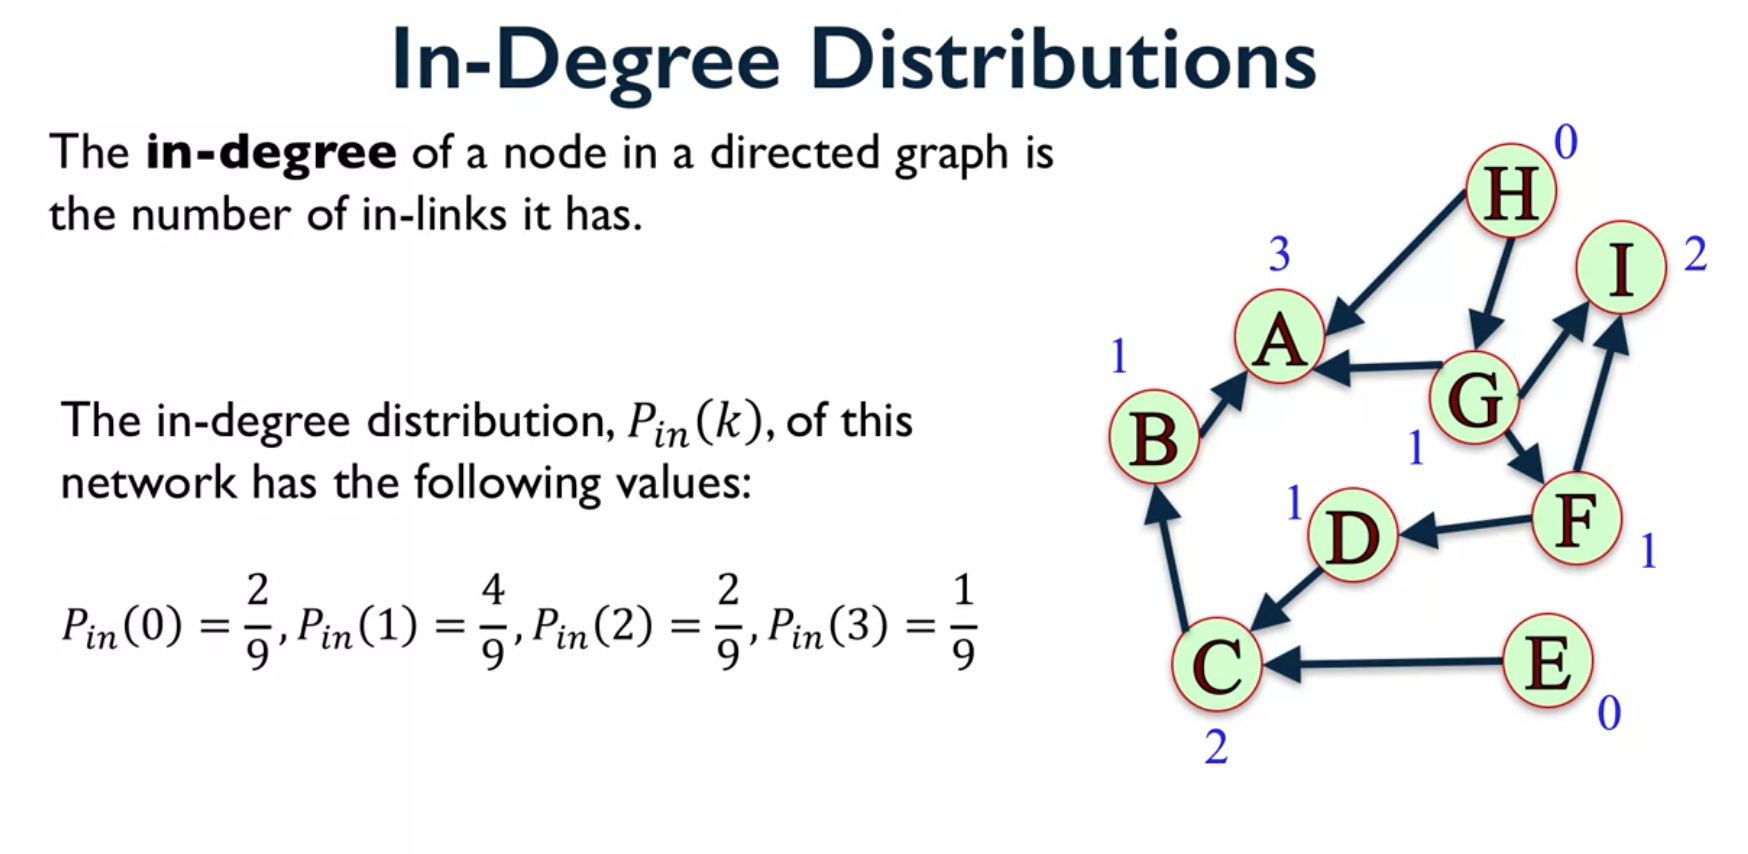 In-Degree Distributions
The in-degree of a node in a directed graph is
the number of in-links it has.
The in-degree distribution, P_in(k), of this
network has the following values:
P_in(0) = 2/9, P_in(1) = 4/9, P_in(2) = 2/9, P_in(3) = 1/9
H 0
I 2
3
A
1
B
G
1
1
D
F
1
C
2
E
0